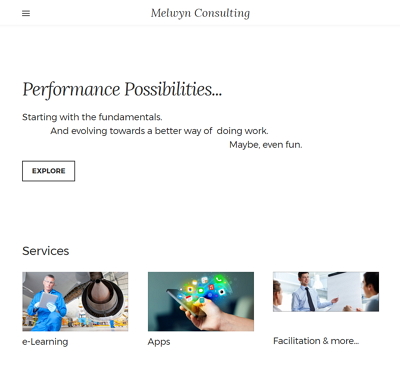 Melwyn Consulting
Performance Possibilities...
Starting with the fundamentals.
And evolving towards a better way of doing work.
Maybe, even fun.
EXPLORE
Services
e-Learning
Apps
Facilitation & more...